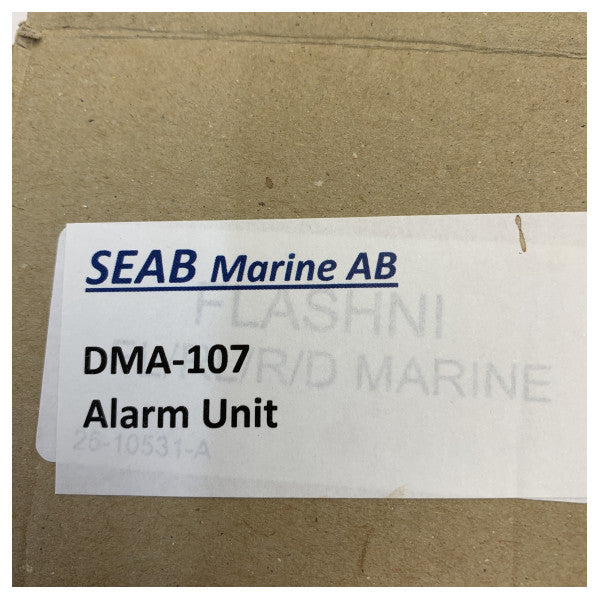 SEAB Marine AB
FLASHNI
/R/D MARINE
DMA-107
Alarm Unit
26-10531-A